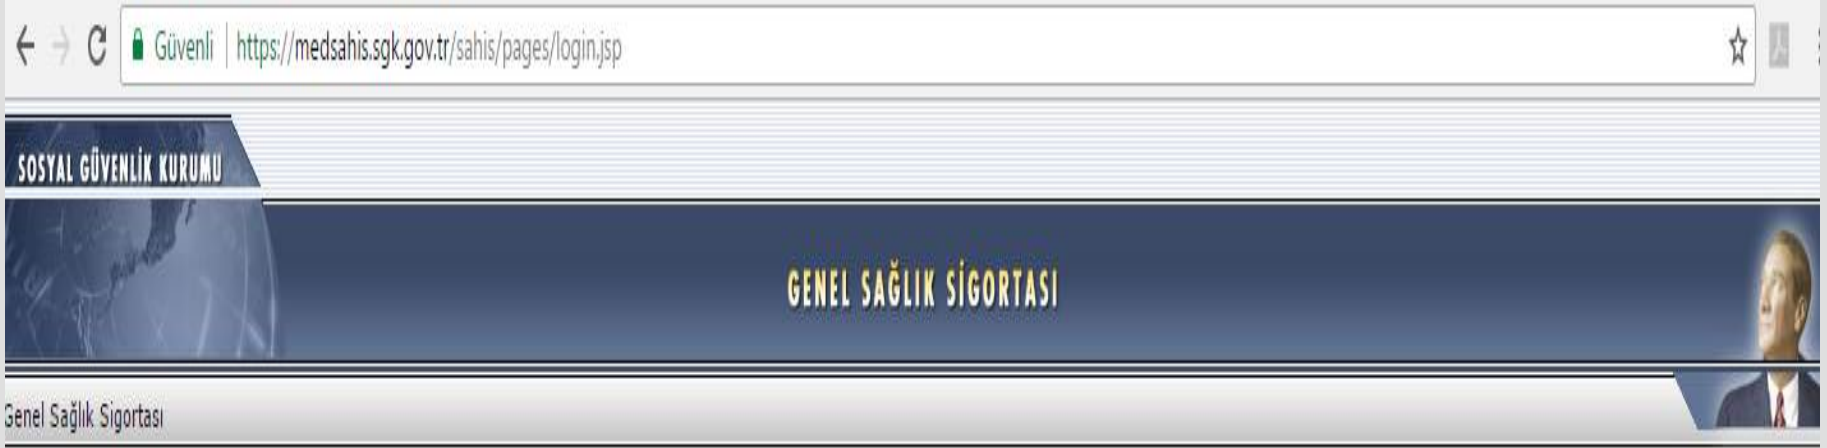 Güvenli | https://medsahis.sgk.gov.tr/sahis/pages/login.jsp
SOSYAL GÜVENLİK KURUMU
GENEL SAĞLIK SİGORTASI
Genel Sağlık Sigortası